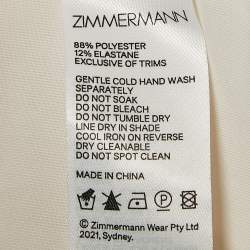 ZIMMERMANN
88% POLYESTER
12% ELASTANE
EXCLUSIVE OF TRIMS
GENTLE COLD HAND WASH
SEPARATELY
DO NOT SOAK
DO NOT BLEACH
DO NOT TUMBLE DRY
LINE DRY IN SHADE
COOL IRON ON REVERSE
DRY CLEANABLE
DO NOT SPOT CLEAN
MADE IN CHINA
P
© Zimmermann Wear Pty Ltd
2021, Sydney.